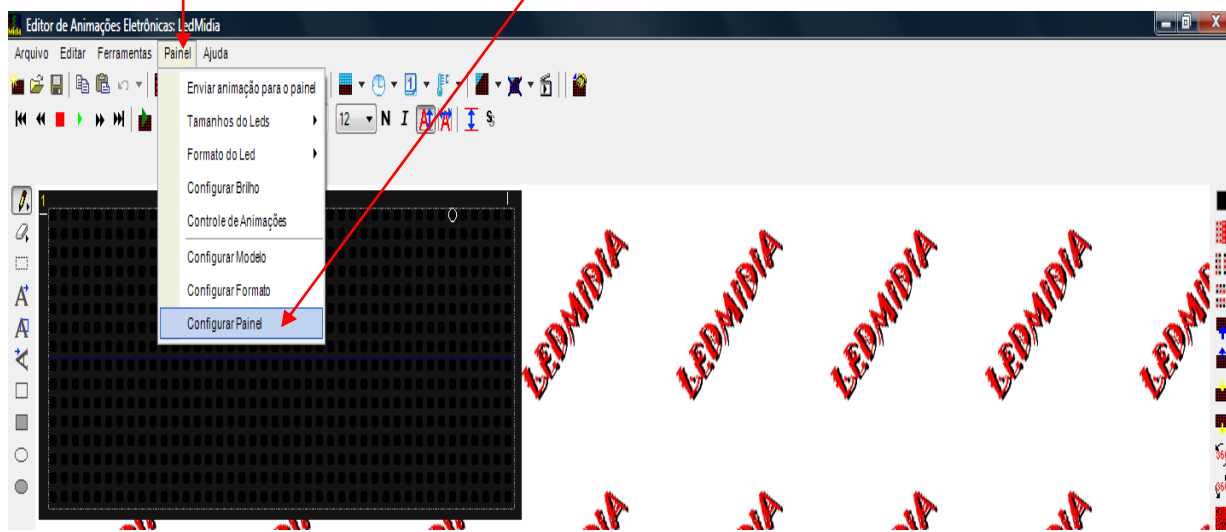 Editor de Animações Eletrônicas: LedMidia
Arquivo Editar Ferramentas Painel Ajuda
Enviar animação para o painel
Tamanhos do Leds
12 N I
Formato do Led
Configurar Brilho
Controle de Animações
Configurar Modelo
Configurar Formato
Configurar Painel
1
LEDMIDIA
LEDMIDIA
LEDMIDIA
LEDMIDIA
LEDMIDIA